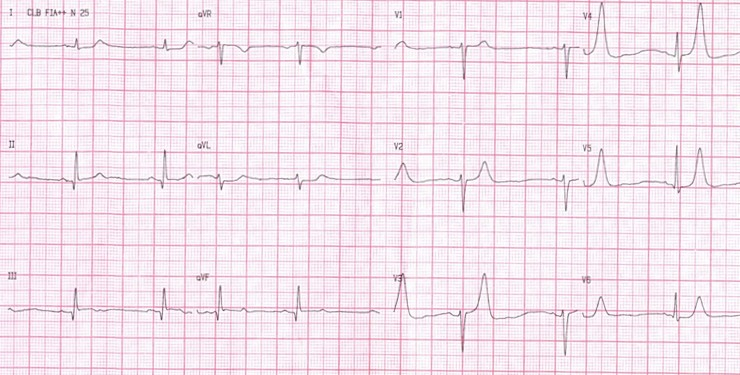 I CLB FIA++ N 25 aVR V1 V4
II aVL V2 V5
III aVF V3 V6